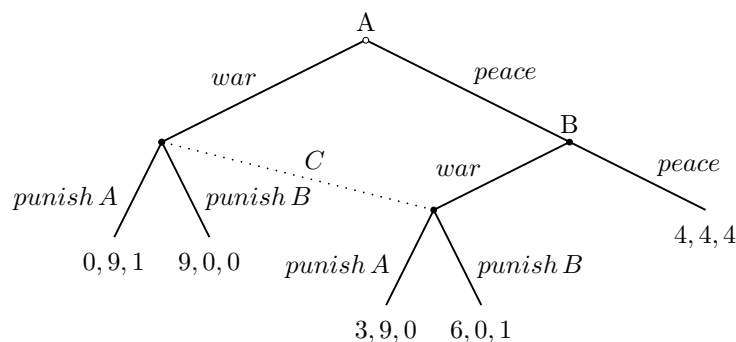 A
war
peace
B
C
war
peace
punish A
punish B
4, 4, 4
0, 9, 1
9, 0, 0
punish A
punish B
3, 9, 0
6, 0, 1